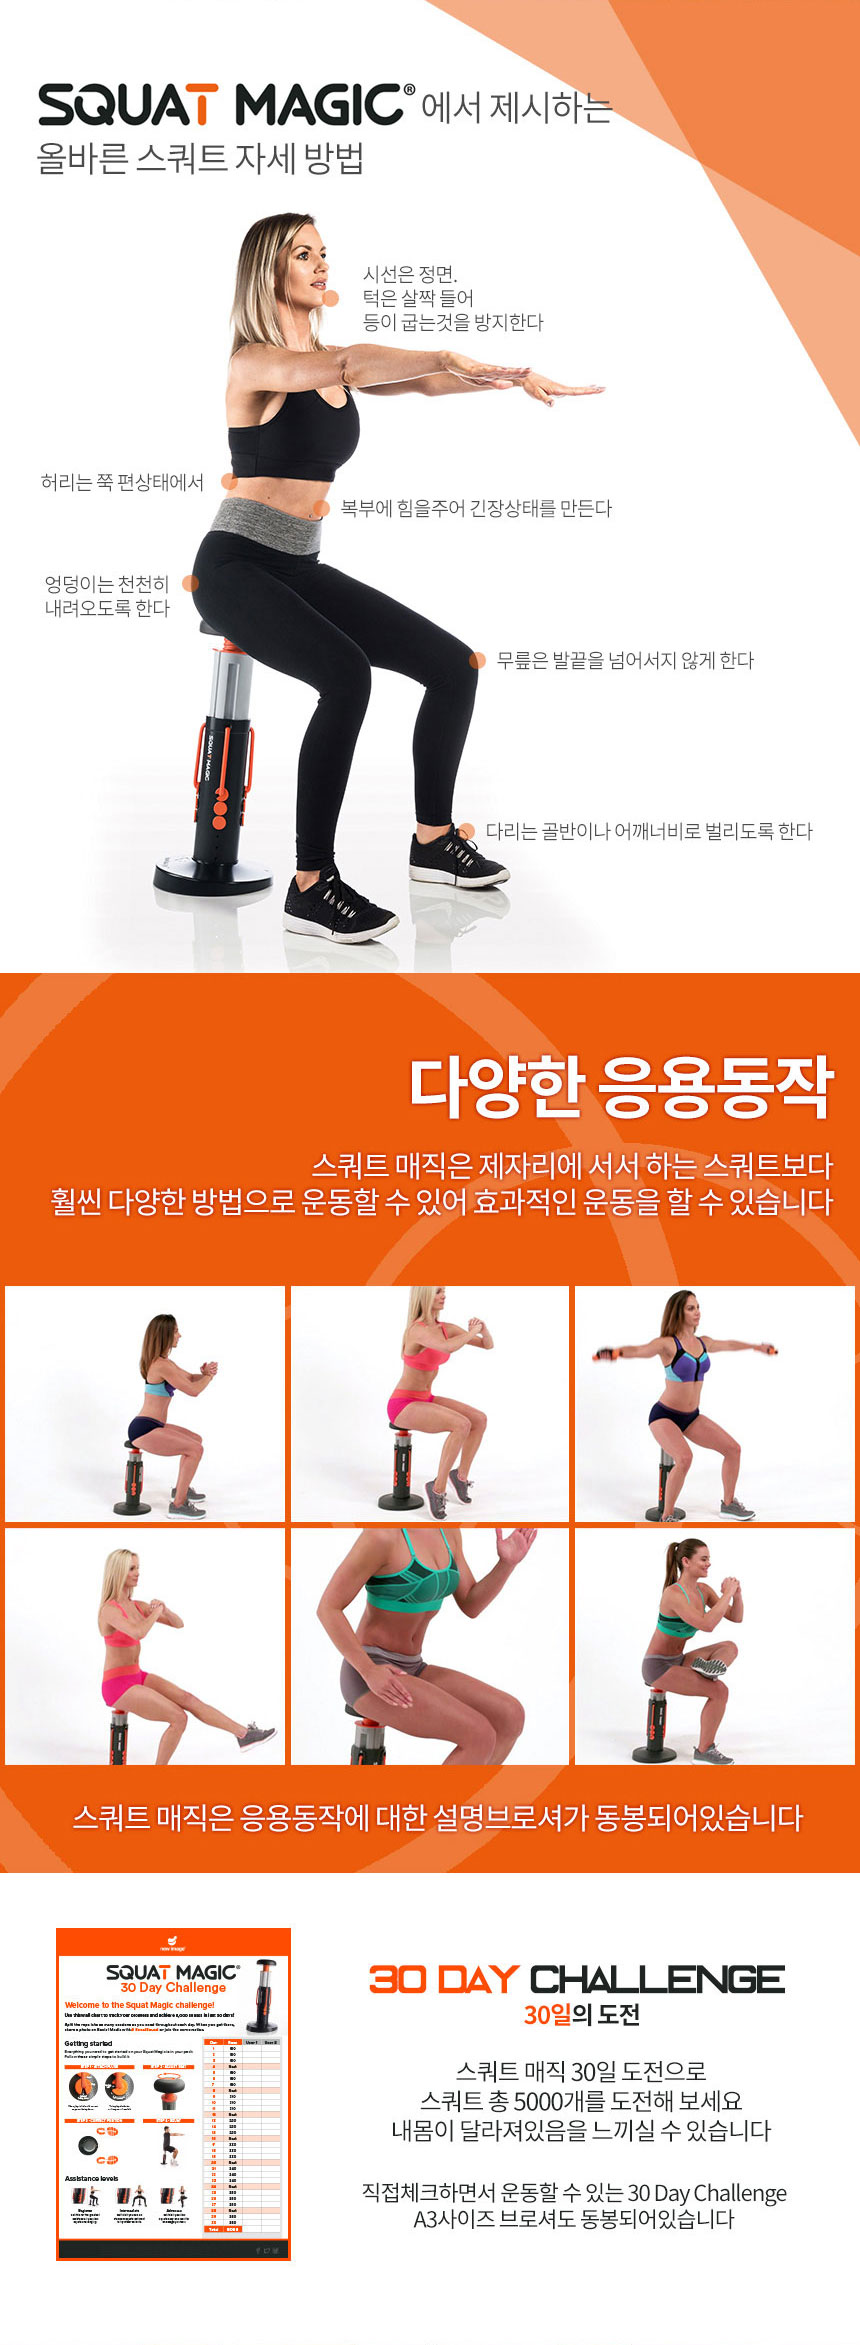 SQUAT MAGIC® 에서 제시하는
올바른 스쿼트 자세 방법
시선은 정면.
턱은 살짝 들어
등이 굽는것을 방지한다
허리는 쭉 편상태에서
복부에 힘을주어 긴장상태를 만든다
엉덩이는 천천히
내려오도록 한다
무릎은 발끝을 넘어서지 않게 한다
SQUAT MAGIC
다리는 골반이나 어깨너비로 벌리도록 한다
다양한 응용동작
스쿼트 매직은 제자리에 서서 하는 스쿼트보다
훨씬 다양한 방법으로 운동할 수 있어 효과적인 운동을 할 수 있습니다
스쿼트 매직은 응용동작에 대한 설명브로셔가 동봉되어있습니다
new image
SQUAT MAGIC®
30 Day Challenge
Welcome to the Squat Magic challenge!
Getting started
Assistance levels
30 DAY CHALLENGE
30일의 도전
스쿼트 매직 30일 도전으로
스쿼트 총 5000개를 도전해 보세요
내몸이 달라져있음을 느끼실 수 있습니다
직접체크하면서 운동할 수 있는 30 Day Challenge
A3사이즈 브로셔도 동봉되어있습니다